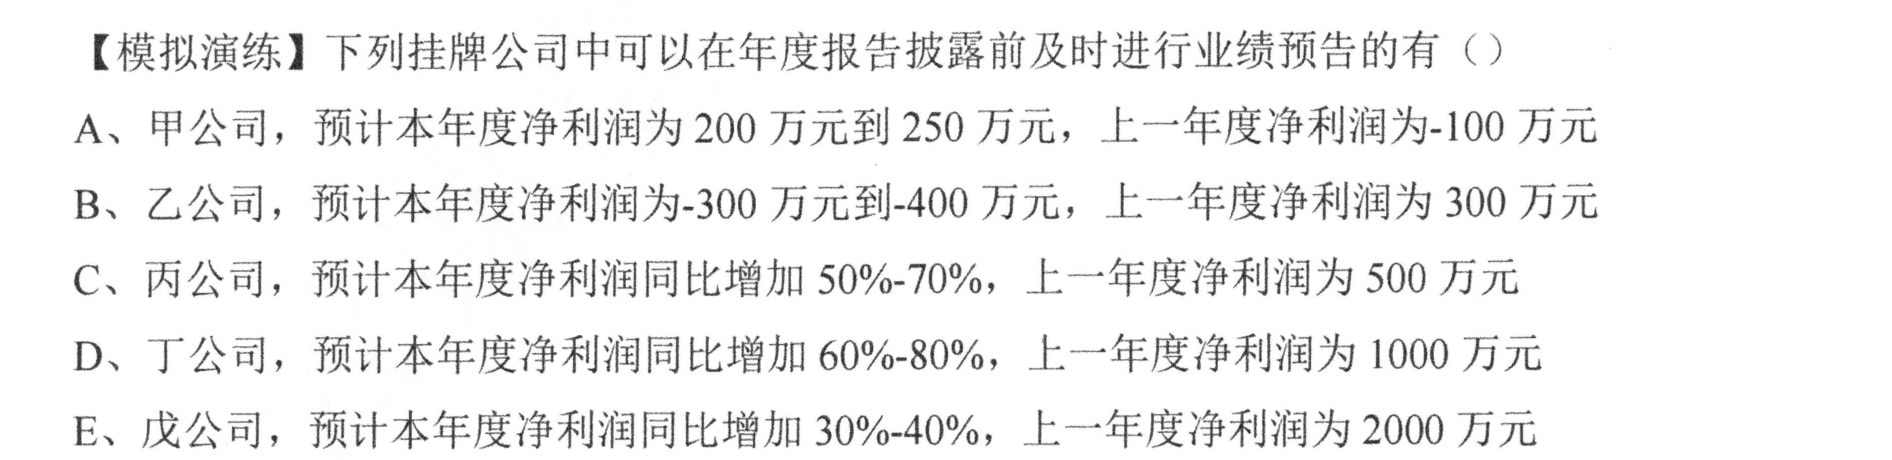 【模拟演练】下列挂牌公司中可以在年度报告披露前及时进行业绩预告的有（）
A、甲公司，预计本年度净利润为 200 万元到 250 万元，上一年度净利润为-100 万元
B、乙公司，预计本年度净利润为-300 万元到-400 万元，上一年度净利润为 300 万元
C、丙公司，预计本年度净利润同比增加 50%-70%，上一年度净利润为 500 万元
D、丁公司，预计本年度净利润同比增加 60%-80%，上一年度净利润为 1000 万元
E、戊公司，预计本年度净利润同比增加 30%-40%，上一年度净利润为 2000 万元